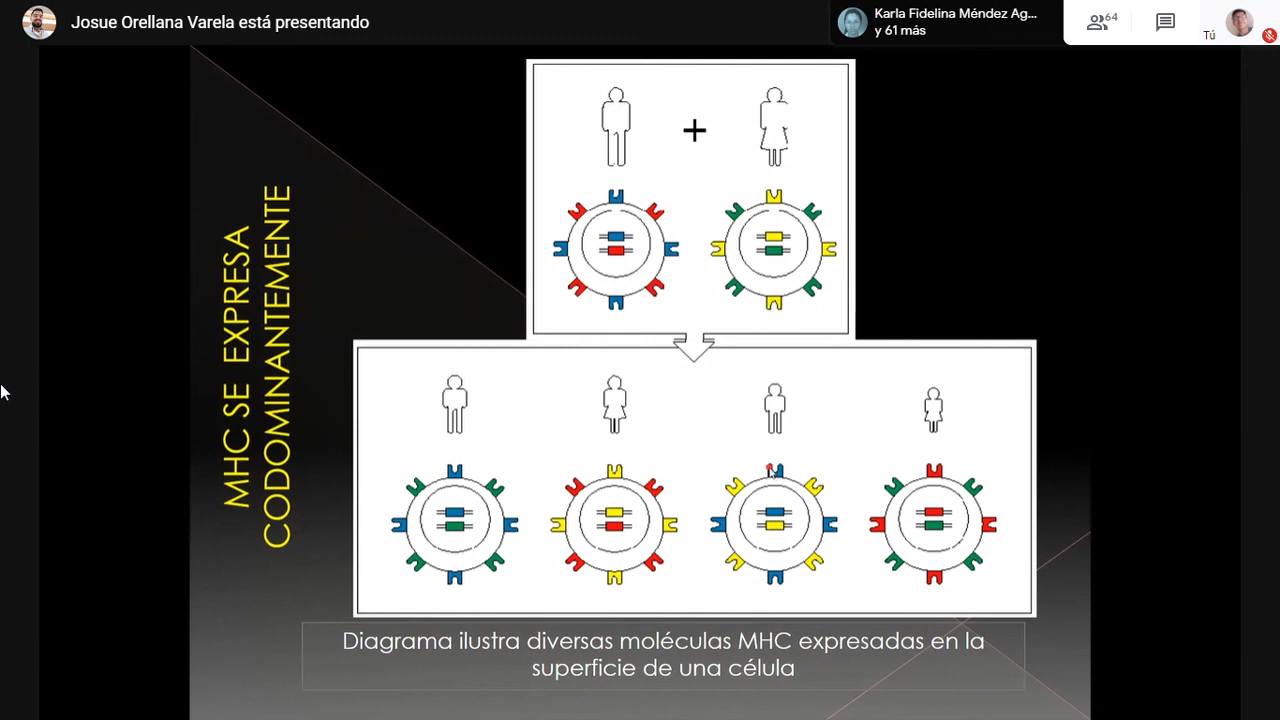 Josue Orellana Varela está presentando
Karla Fidelina Méndez Ag...
y 61 más
64
Tú
MHC SE EXPRESA
CODOMINANTEMENTE
+
Diagrama ilustra diversas moléculas MHC expresadas en la
superficie de una célula